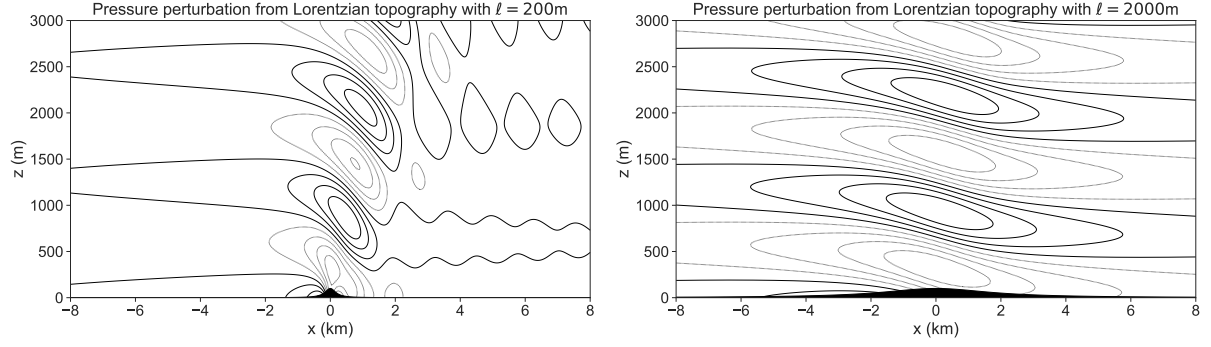 Pressure perturbation from Lorentzian topography with ℓ = 200m
3000
2500
2000
1500
1000
500
0
z (m)
−8 −6 −4 −2 0 2 4 6 8
x (km)
Pressure perturbation from Lorentzian topography with ℓ = 2000m
3000
2500
2000
1500
1000
500
0
z (m)
−8 −6 −4 −2 0 2 4 6 8
x (km)